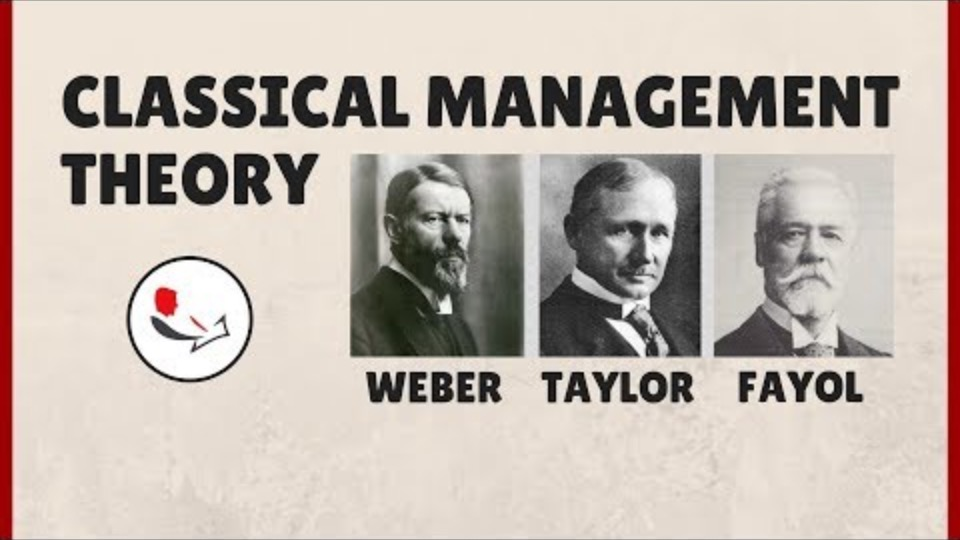 CLASSICAL MANAGEMENT
THEORY
WEBER TAYLOR FAYOL